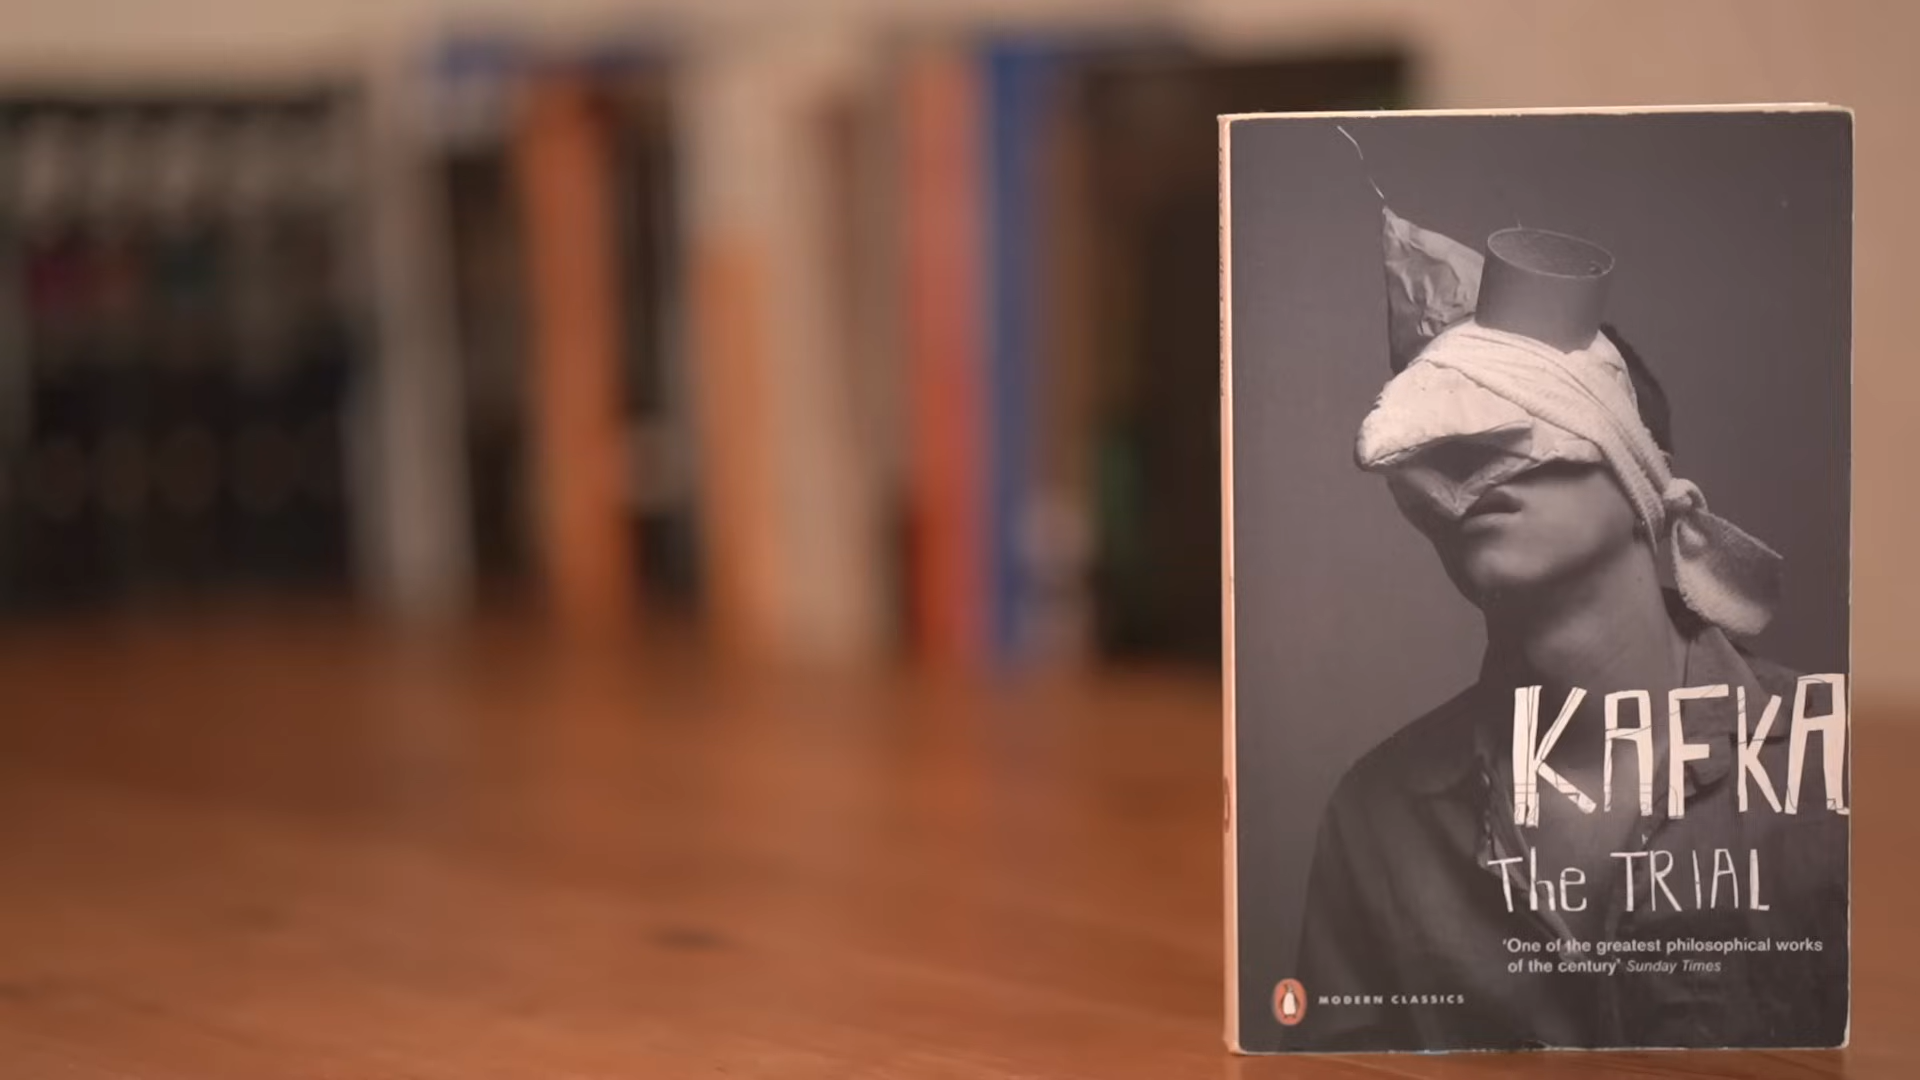 KAFKA
The TRIAL
‘One of the greatest philosophical works
of the century’ Sunday Times
MODERN CLASSICS